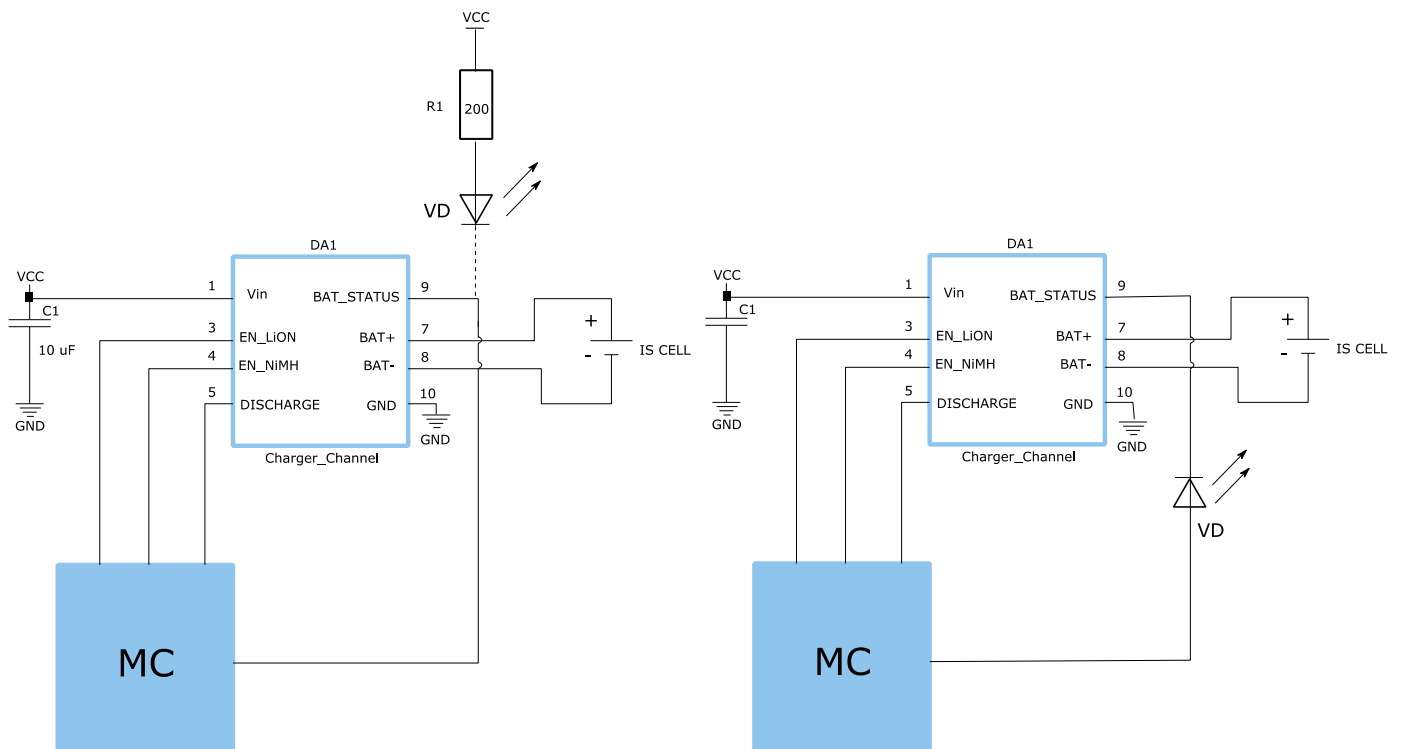 VCC
R1
200
VD
DA1
VCC
C1
10 uF
GND
1
3
4
5
Vin
EN_LiON
EN_NiMH
DISCHARGE
BAT_STATUS
BAT+
BAT-
GND
9
7
8
10
GND
+
-
IS CELL
Charger_Channel
MC
DA1
VCC
C1
GND
1
3
4
5
Vin
EN_LiON
EN_NiMH
DISCHARGE
BAT_STATUS
BAT+
BAT-
GND
9
7
8
10
GND
+
-
IS CELL
Charger_Channel
VD
MC